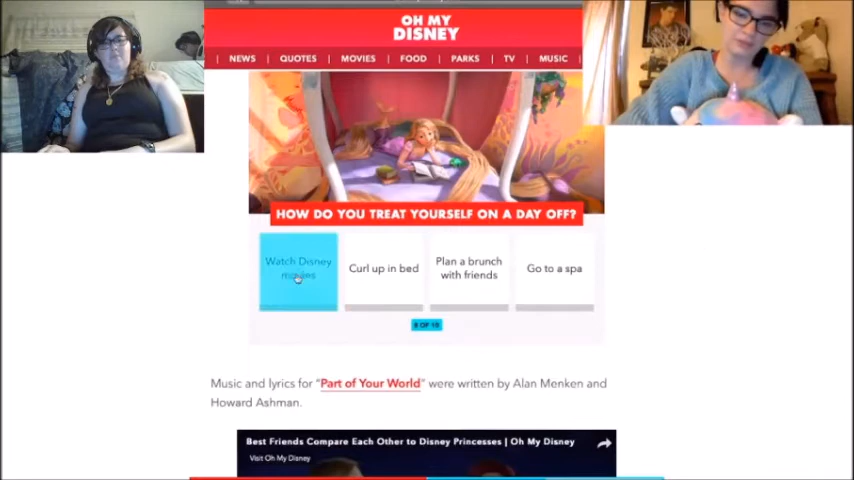 OH MY
DISNEY
NEWS | QUOTES | MOVIES | FOOD | PARKS | TV | MUSIC
HOW DO YOU TREAT YOURSELF ON A DAY OFF?
Watch Disney
movies
Curl up in bed
Plan a brunch
with friends
Go to a spa
Music and lyrics for “Part of Your World” were written by Alan Menken and
Howard Ashman.
Best Friends Compare Each Other to Disney Princesses | Oh My Disney
Visit Oh My Disney